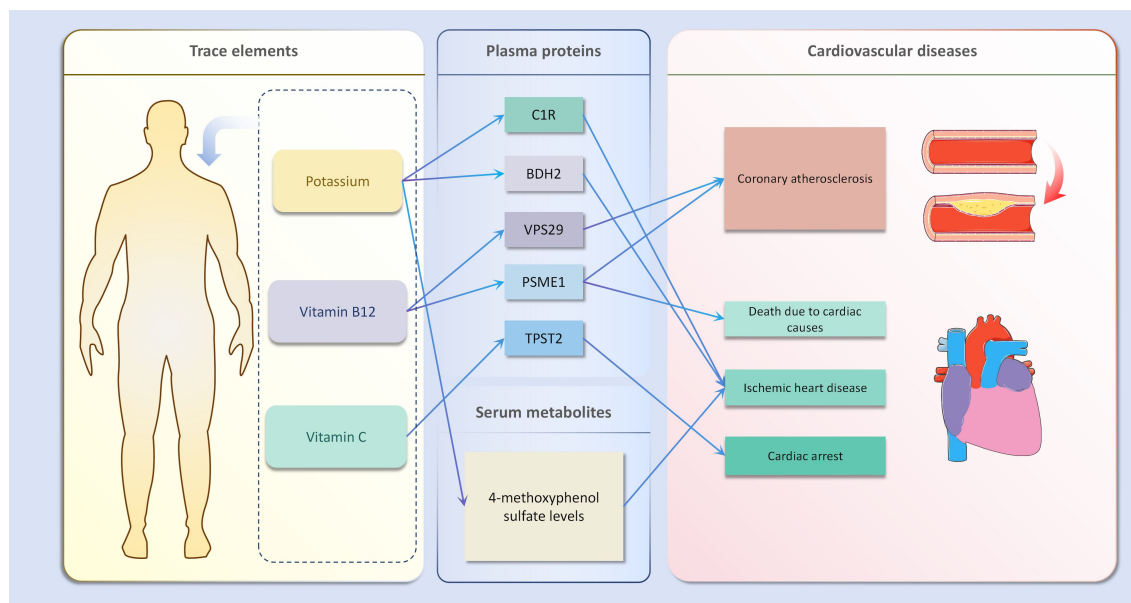 Trace elements
Potassium
Vitamin B12
Vitamin C
Plasma proteins
C1R
BDH2
VPS29
PSME1
TPST2
Serum metabolites
4-methoxyphenol
sulfate levels
Cardiovascular diseases
Coronary atherosclerosis
Death due to cardiac
causes
Ischemic heart disease
Cardiac arrest